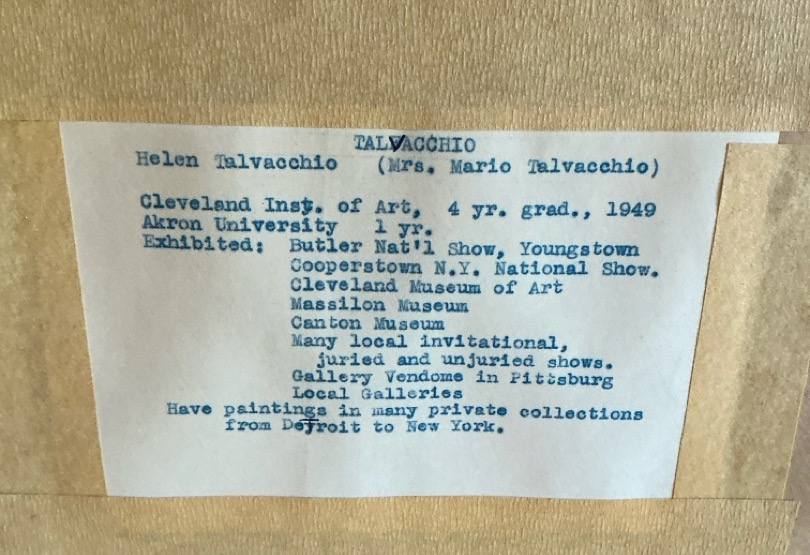 TALVACCHIO
Helen Talvacchio (Mrs. Mario Talvacchio)
Cleveland Inst. of Art, 4 yr. grad., 1949
Akron University 1 yr.
Exhibited: Butler Nat'l Show, Youngstown
Cooperstown N.Y. National Show.
Cleveland Museum of Art
Massilon Museum
Canton Museum
Many local invitational,
juried and unjuried shows.
Gallery Vendome in Pittsburg
Local Galleries
Have paintings in many private collections
from Detroit to New York.